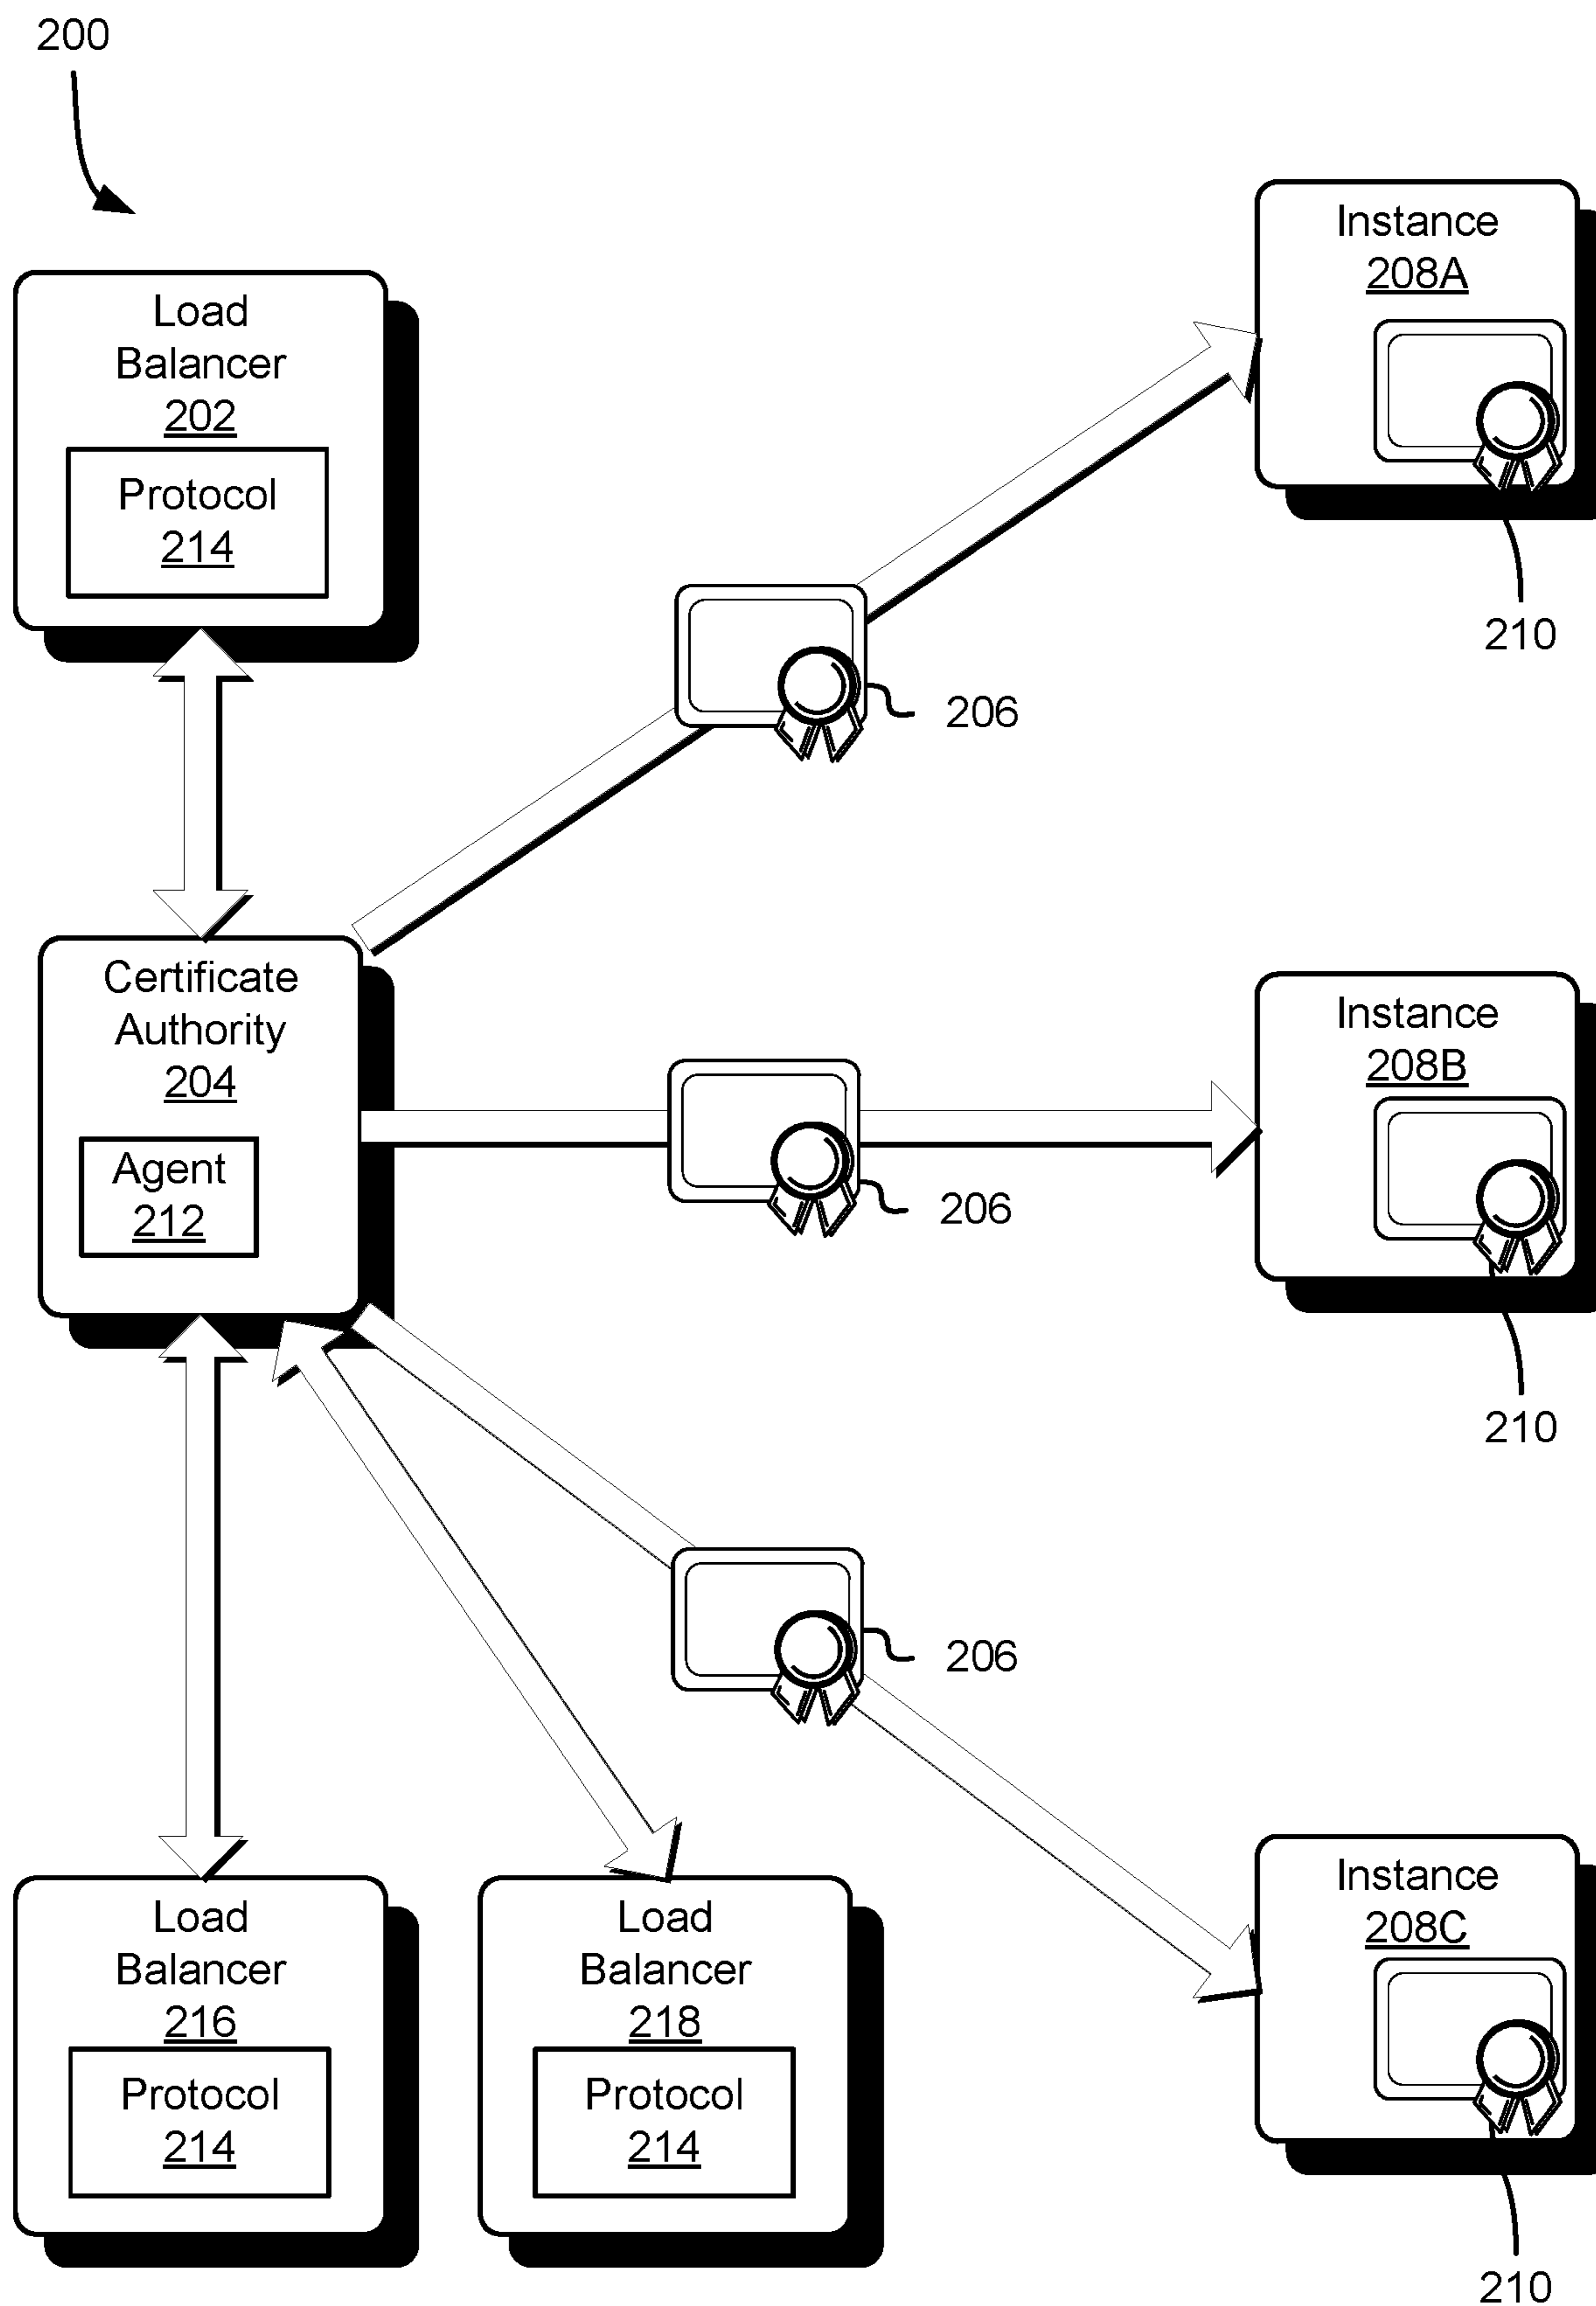 200
Load
Balancer
202
Protocol
214
Instance
208A
210
206
Certificate
Authority
204
Agent
212
Instance
208B
206
210
206
Load
Balancer
216
Protocol
214
Load
Balancer
218
Protocol
214
Instance
208C
210